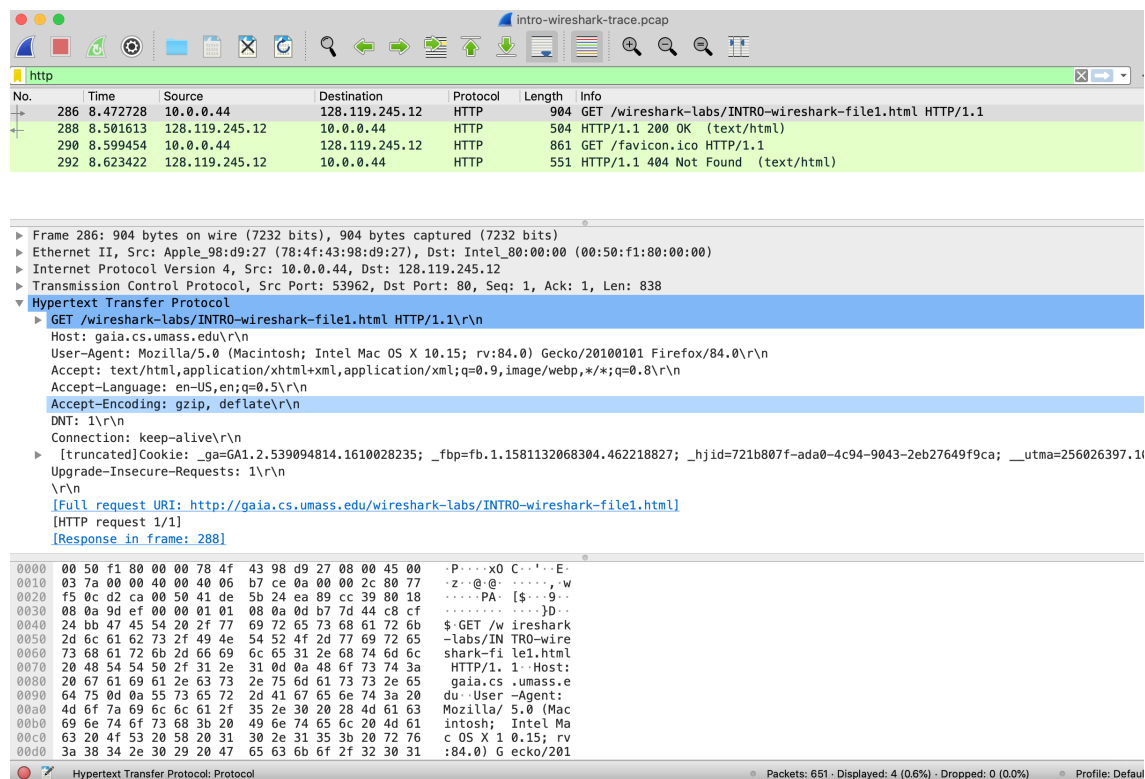 intro-wireshark-trace.pcap
http
No. Time Source Destination Protocol Length Info
286 8.472728 10.0.0.44 128.119.245.12 HTTP 904 GET /wireshark-labs/INTRO-wireshark-file1.html HTTP/1.1
288 8.501613 128.119.245.12 10.0.0.44 HTTP 504 HTTP/1.1 200 OK (text/html)
290 8.599454 10.0.0.44 128.119.245.12 HTTP 861 GET /favicon.ico HTTP/1.1
292 8.623422 128.119.245.12 10.0.0.44 HTTP 551 HTTP/1.1 404 Not Found (text/html)
Frame 286: 904 bytes on wire (7232 bits), 904 bytes captured (7232 bits)
Ethernet II, Src: Apple_98:d9:27 (78:4f:43:98:d9:27), Dst: Intel_80:00:00 (00:50:f1:80:00:00)
Internet Protocol Version 4, Src: 10.0.0.44, Dst: 128.119.245.12
Transmission Control Protocol, Src Port: 53962, Dst Port: 80, Seq: 1, Ack: 1, Len: 838
Hypertext Transfer Protocol
GET /wireshark-labs/INTRO-wireshark-file1.html HTTP/1.1\r\n
Host: gaia.cs.umass.edu\r\n
User-Agent: Mozilla/5.0 (Macintosh; Intel Mac OS X 10.15; rv:84.0) Gecko/20100101 Firefox/84.0\r\n
Accept: text/html,application/xhtml+xml,application/xml;q=0.9,image/webp,*/*;q=0.8\r\n
Accept-Language: en-US,en;q=0.5\r\n
Accept-Encoding: gzip, deflate\r\n
DNT: 1\r\n
Connection: keep-alive\r\n
[truncated]Cookie: _ga=GA1.2.539094814.1610028235; _fbp=fb.1.1581132068304.462218827; _hjid=721b807f-ada0-4c94-9043-2eb27649f9ca; __utma=256026397.10
Upgrade-Insecure-Requests: 1\r\n
\r\n
[Full request URI: http://gaia.cs.umass.edu/wireshark-labs/INTRO-wireshark-file1.html]
[HTTP request 1/1]
[Response in frame: 288]
0000 00 50 f1 80 00 00 78 4f 43 98 d9 27 08 00 45 00 ·P····xO C··'··E·
0010 03 7a 00 00 40 00 40 06 b7 ce 0a 00 00 2c 80 77 ·z··@·@· ·····,·w
0020 f5 0c d2 ca 00 50 41 de 5b 24 ea 89 cc 39 80 18 ·····PA· [$···9··
0030 08 0a 9d ef 00 00 01 01 08 0a 0d b7 7d 44 c8 cf ········ ····}D··
0040 24 bb 47 45 54 20 2f 77 69 72 65 73 68 61 72 6b $·GET /w ireshark
0050 2d 6c 61 62 73 2f 49 4e 54 52 4f 2d 77 69 72 65 -labs/IN TRO-wire
0060 73 68 61 72 6b 2d 66 69 6c 65 31 2e 68 74 6d 6c shark-fi le1.html
0070 20 48 54 54 50 2f 31 2e 31 0d 0a 48 6f 73 74 3a HTTP/1. 1··Host:
0080 20 67 61 69 61 2e 63 73 2e 75 6d 61 73 73 2e 65 gaia.cs .umass.e
0090 64 75 0d 0a 55 73 65 72 2d 41 67 65 6e 74 3a 20 du··User -Agent:
00a0 4d 6f 7a 69 6c 6c 61 2f 35 2e 30 20 28 4d 61 63 Mozilla/ 5.0 (Mac
00b0 69 6e 74 6f 73 68 3b 20 49 6e 74 65 6c 20 4d 61 intosh; Intel Ma
00c0 63 20 4f 53 20 58 20 31 30 2e 31 35 3b 20 72 76 c OS X 1 0.15; rv
00d0 3a 38 34 2e 30 29 20 47 65 63 6b 6f 2f 32 30 31 :84.0) G ecko/201
Hypertext Transfer Protocol: Protocol Packets: 651 · Displayed: 4 (0.6%) · Dropped: 0 (0.0%) Profile: Defaul